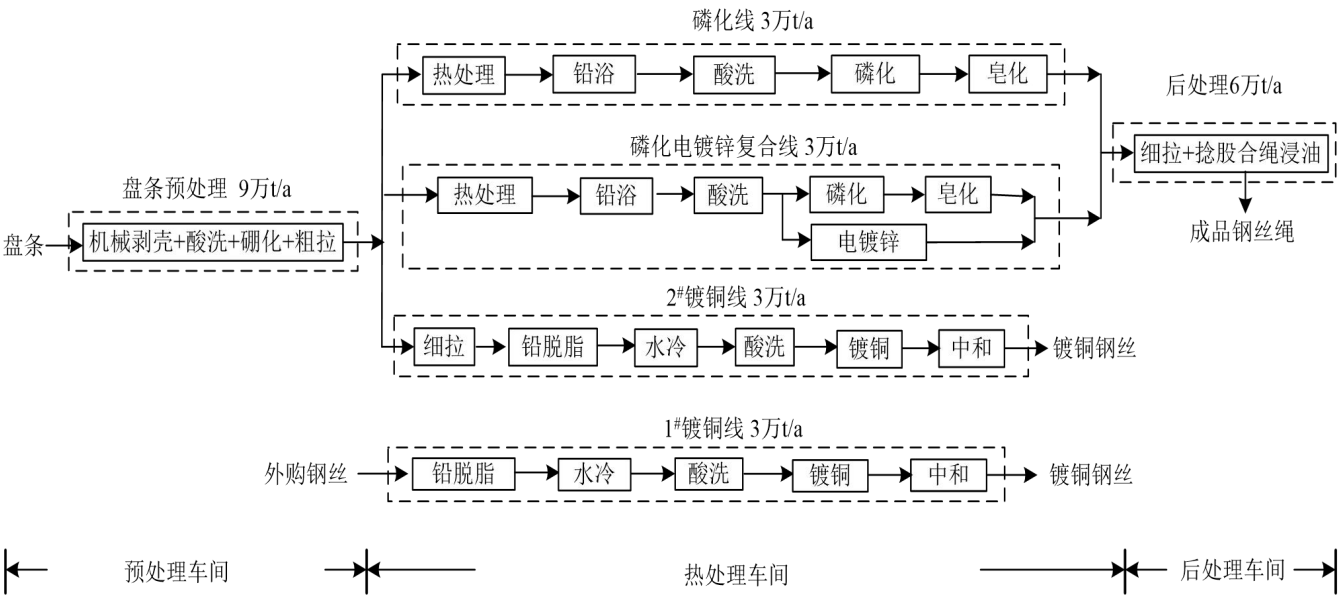 磷化线 3万t/a
热处理 铅浴 酸洗 磷化 皂化
后处理6万t/a
磷化电镀锌复合线 3万t/a
细拉+捻股合绳浸油
盘条预处理 9万t/a
热处理 铅浴 酸洗 磷化 皂化
盘条 机械剥壳+酸洗+硼化+粗拉
电镀锌
成品钢丝绳
2#镀铜线 3万t/a
细拉 铅脱脂 水冷 酸洗 镀铜 中和 镀铜钢丝
1#镀铜线 3万t/a
外购钢丝 铅脱脂 水冷 酸洗 镀铜 中和 镀铜钢丝
预处理车间 热处理车间 后处理车间